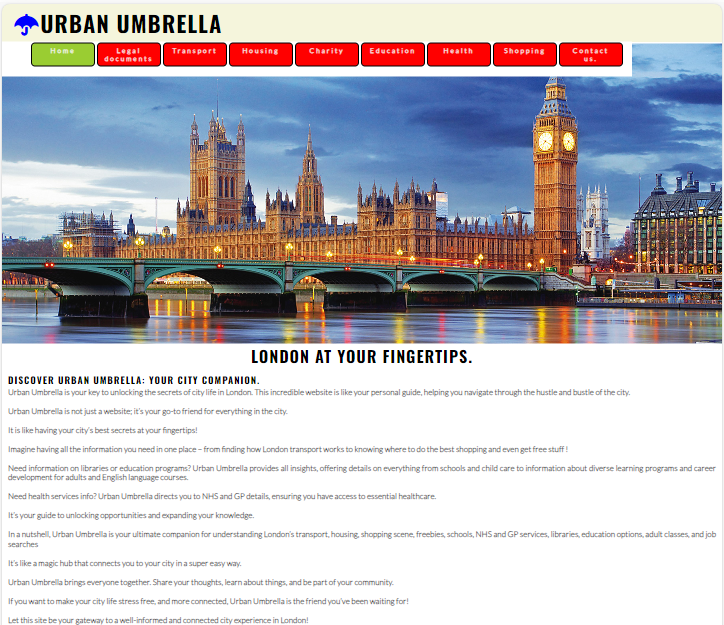 URBAN UMBRELLA
Home
Legal documents
Transport
Housing
Charity
Education
Health
Shopping
Contact us.
LONDON AT YOUR FINGERTIPS.
DISCOVER URBAN UMBRELLA: YOUR CITY COMPANION.
Urban Umbrella is your key to unlocking the secrets of city life in London. This incredible website is like your personal guide, helping you navigate through the hustle and bustle of the city.
Urban Umbrella is not just a website; it's your go-to friend for everything in the city.
It is like having your city's best secrets at your fingertips!
Imagine having all the information you need in one place – from finding how London transport works to knowing where to do the best shopping and even get free stuff !
Need information on libraries or education programs? Urban Umbrella provides all insights, offering details on everything from schools and child care to information about diverse learning programs and career
development for adults and English language courses.
Need health services info? Urban Umbrella directs you to NHS and GP details, ensuring you have access to essential healthcare.
It's your guide to unlocking opportunities and expanding your knowledge.
In a nutshell, Urban Umbrella is your ultimate companion for understanding London's transport, housing, shopping scene, freebies, schools, NHS and GP services, libraries, education options, adult classes, and job
searches
It's like a magic hub that connects you to your city in a super easy way.
Urban Umbrella brings everyone together. Share your thoughts, learn about things, and be part of your community.
If you want to make your city life stress free, and more connected, Urban Umbrella is the friend you've been waiting for!
Let this site be your gateway to a well-informed and connected city experience in London!